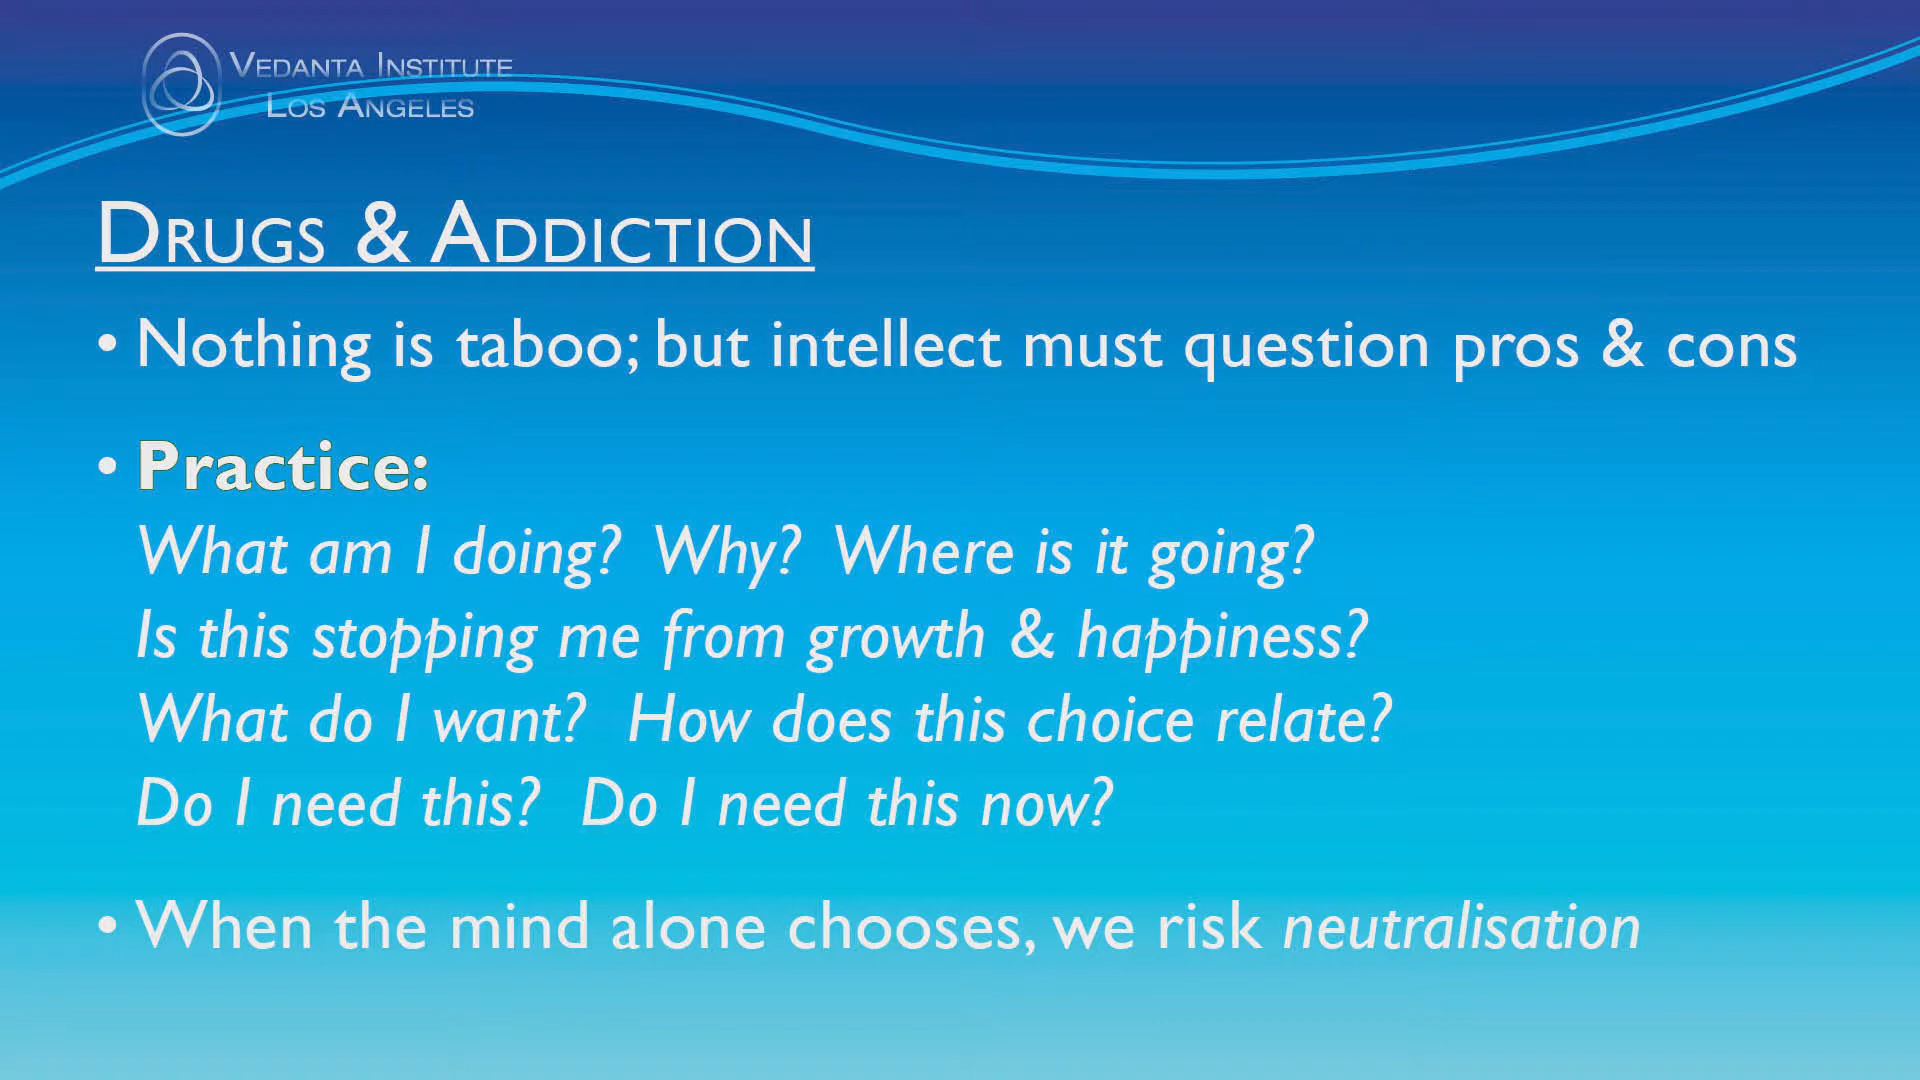 VEDANTA INSTITUTE
LOS ANGELES
DRUGS & ADDICTION
• Nothing is taboo; but intellect must question pros & cons
• Practice:
What am I doing? Why? Where is it going?
Is this stopping me from growth & happiness?
What do I want? How does this choice relate?
Do I need this? Do I need this now?
• When the mind alone chooses, we risk neutralisation